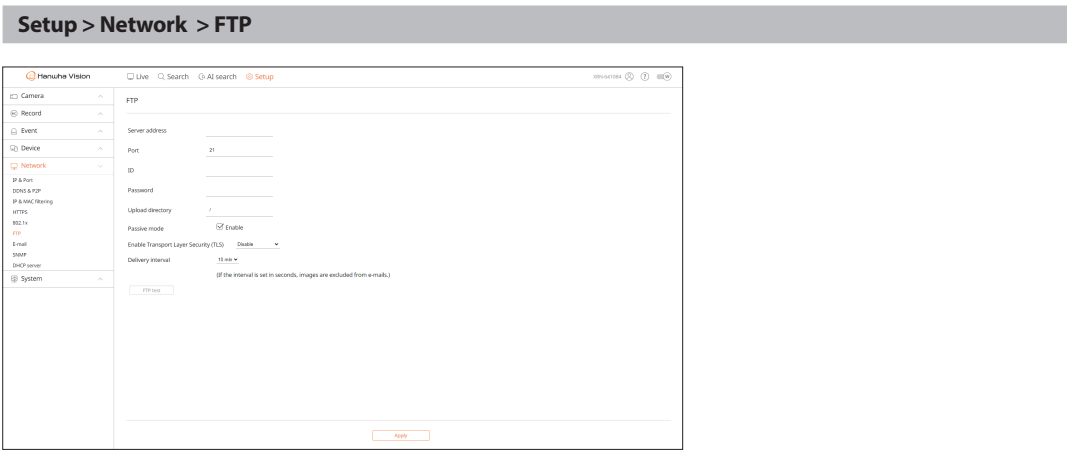 Setup > Network > FTP
Hanwha Vision
Live Search AI search Setup
Camera
Record
Event
Device
Network
IP & Port
DDNS & P2P
IP & MAC filtering
HTTPS
802.1x
FTP
E-mail
SNMP
DHCP server
System
FTP
Server address
Port 21
ID
Password
Upload directory /.
Passive mode Enable
Enable Transport Layer Security (TLS) Disable
Delivery interval 10 min
(If the interval is set in seconds, images are excluded from e-mails.)
FTP test
Apply